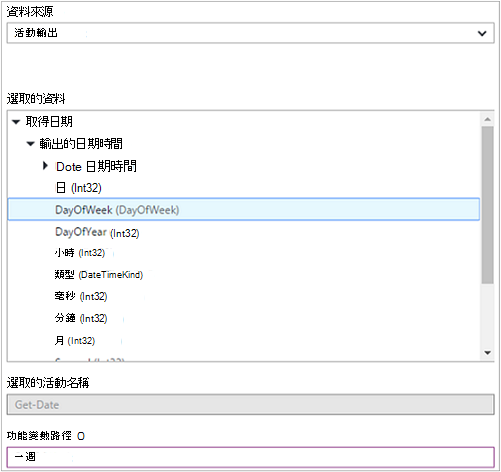 資料來源
活動輸出
選取的資料
取得日期
輸出的日期時間
Dote 日期時間
日 (Int32)
DayOfWeek (DayOfWeek)
DayOfYear (Int32)
小時 (Int32)
類型 (DateTimeKind)
毫秒 (Int32)
分鐘 (Int32)
月 (Int32)
選取的活動名稱
Get-Date
功能變數路徑 O
一週